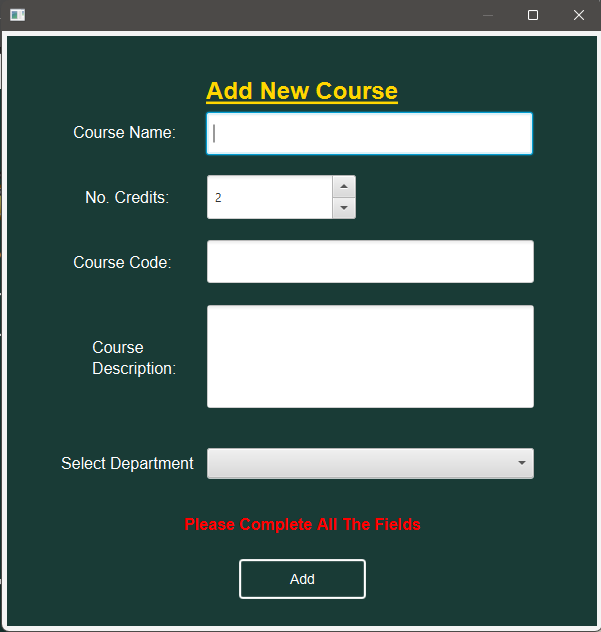 Add New Course
Course Name:
No. Credits:
2
Course Code:
Course
Description:
Select Department
Please Complete All The Fields
Add